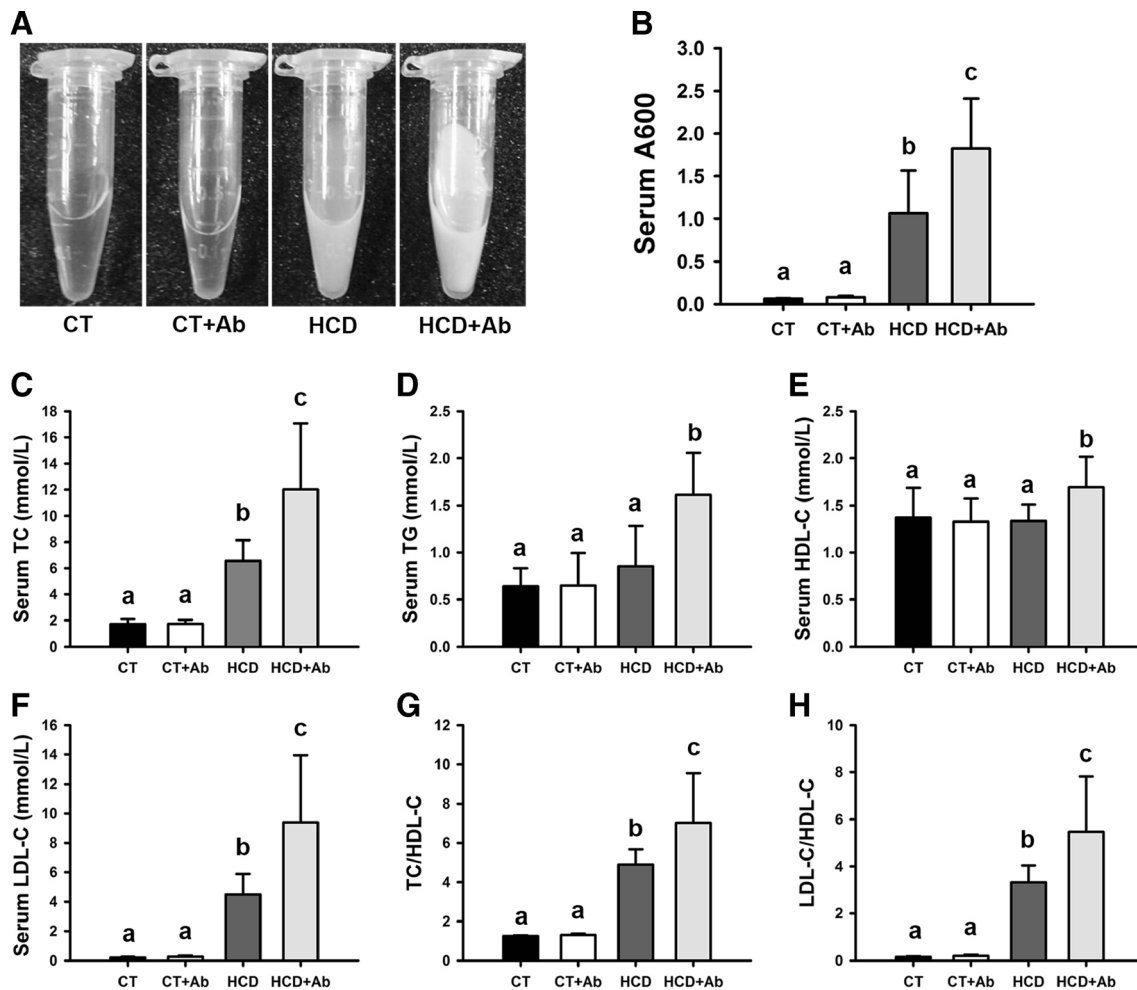 A
CT
CT+Ab
HCD
HCD+Ab
B
Serum A600
3.0
2.5
2.0
1.5
1.0
0.5
0.0
a
a
b
c
CT
CT+Ab
HCD
HCD+Ab
C
Serum TC (mmol/L)
18
16
14
12
10
8
6
4
2
0
a
a
b
c
CT
CT+Ab
HCD
HCD+Ab
D
Serum TG (mmol/L)
2.5
2.0
1.5
1.0
0.5
0.0
a
a
a
b
CT
CT+Ab
HCD
HCD+Ab
E
Serum HDL-C (mmol/L)
2.5
2.0
1.5
1.0
0.5
0.0
a
a
a
b
CT
CT+Ab
HCD
HCD+Ab
F
Serum LDL-C (mmol/L)
16
14
12
10
8
6
4
2
0
a
a
b
c
CT
CT+Ab
HCD
HCD+Ab
G
TC/HDL-C
12
10
8
6
4
2
0
a
a
b
c
CT
CT+Ab
HCD
HCD+Ab
H
LDL-C/HDL-C
10
8
6
4
2
0
a
a
b
c
CT
CT+Ab
HCD
HCD+Ab